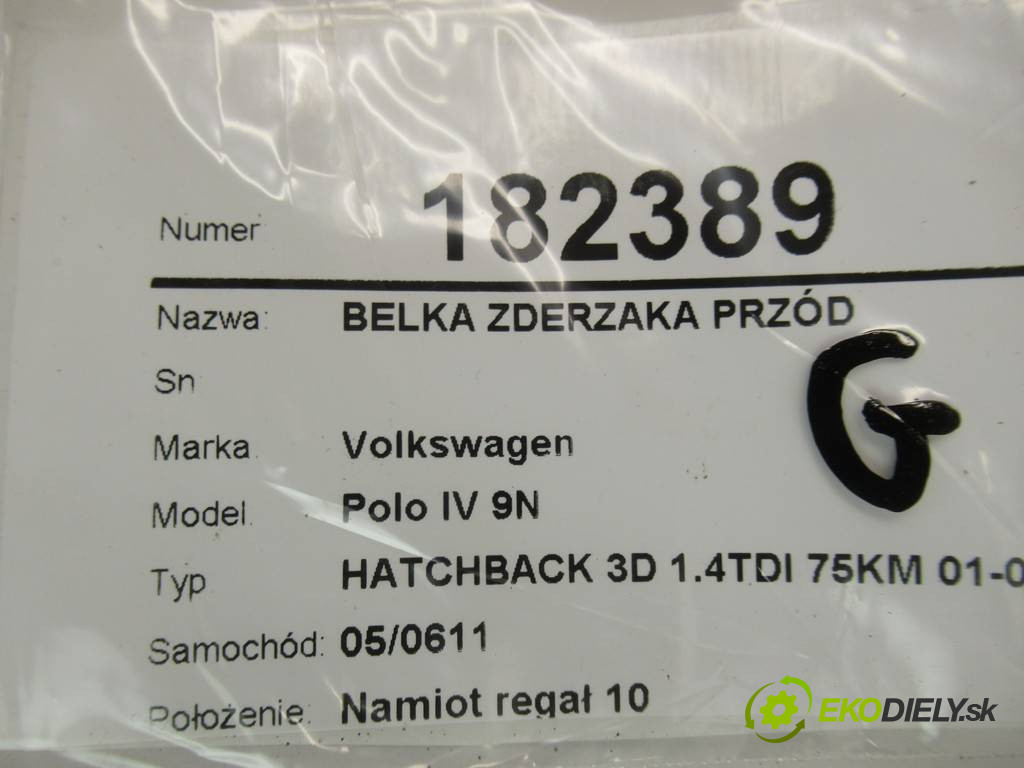 Numer 182389
Nazwa: BELKA ZDERZAKA PRZÓD
G
Sn
Marka Volkswagen
Model Polo IV 9N
Typ HATCHBACK 3D 1.4TDI 75KM 01-0
Samochód: 05/0611
Położenie: Namiot regał 10
EKODIELY.sk